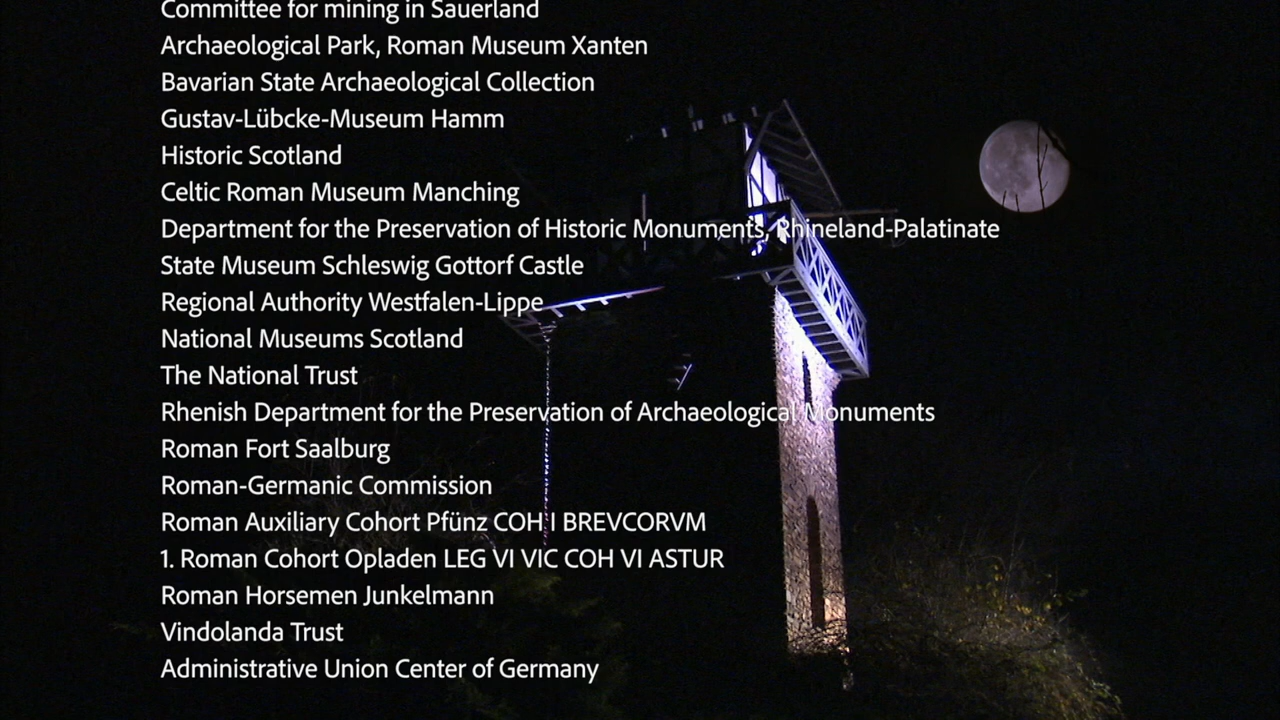 Committee for mining in Sauerland
Archaeological Park, Roman Museum Xanten
Bavarian State Archaeological Collection
Gustav-Lübcke-Museum Hamm
Historic Scotland
Celtic Roman Museum Manching
Department for the Preservation of Historic Monuments, Rhineland-Palatinate
State Museum Schleswig Gottorf Castle
Regional Authority Westfalen-Lippe
National Museums Scotland
The National Trust
Rhenish Department for the Preservation of Archaeological Monuments
Roman Fort Saalburg
Roman-Germanic Commission
Roman Auxiliary Cohort Pfünz COH I BREVCORVM
1. Roman Cohort Opladen LEG VI VIC COH VI ASTUR
Roman Horsemen Junkelmann
Vindolanda Trust
Administrative Union Center of Germany